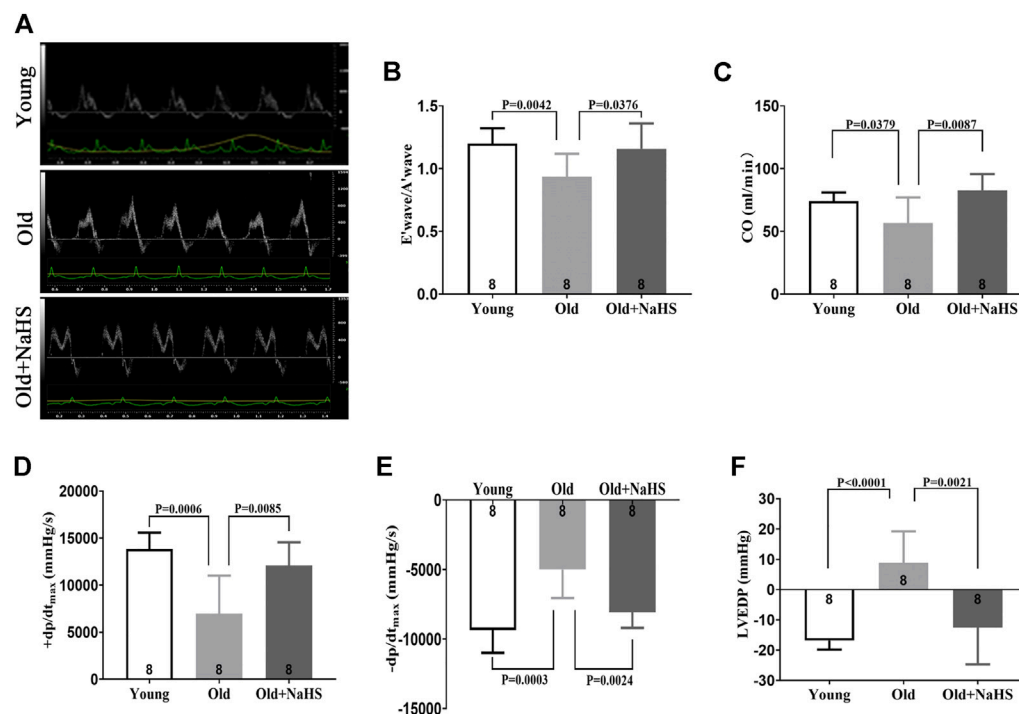 A
Young
Old
Old+NaHS
B
E'wave/A'wave
1.5
1.0
0.5
0.0
P=0.0042
P=0.0376
8
8
8
Young
Old
Old+NaHS
C
CO (ml/min)
150
100
50
0
P=0.0379
P=0.0087
8
8
8
Young
Old
Old+NaHS
D
+dp/dtmax (mmHg/s)
20000
15000
10000
5000
0
P=0.0006
P=0.0085
8
8
8
Young
Old
Old+NaHS
E
-dp/dtmax (mmHg/s)
Young
Old
Old+NaHS
0
-5000
-10000
-15000
8
8
8
P=0.0003
P=0.0024
F
LVEDP (mmHg)
P<0.0001
P=0.0021
30
20
10
0
-10
-20
-30
8
8
8
Young
Old
Old+NaHS